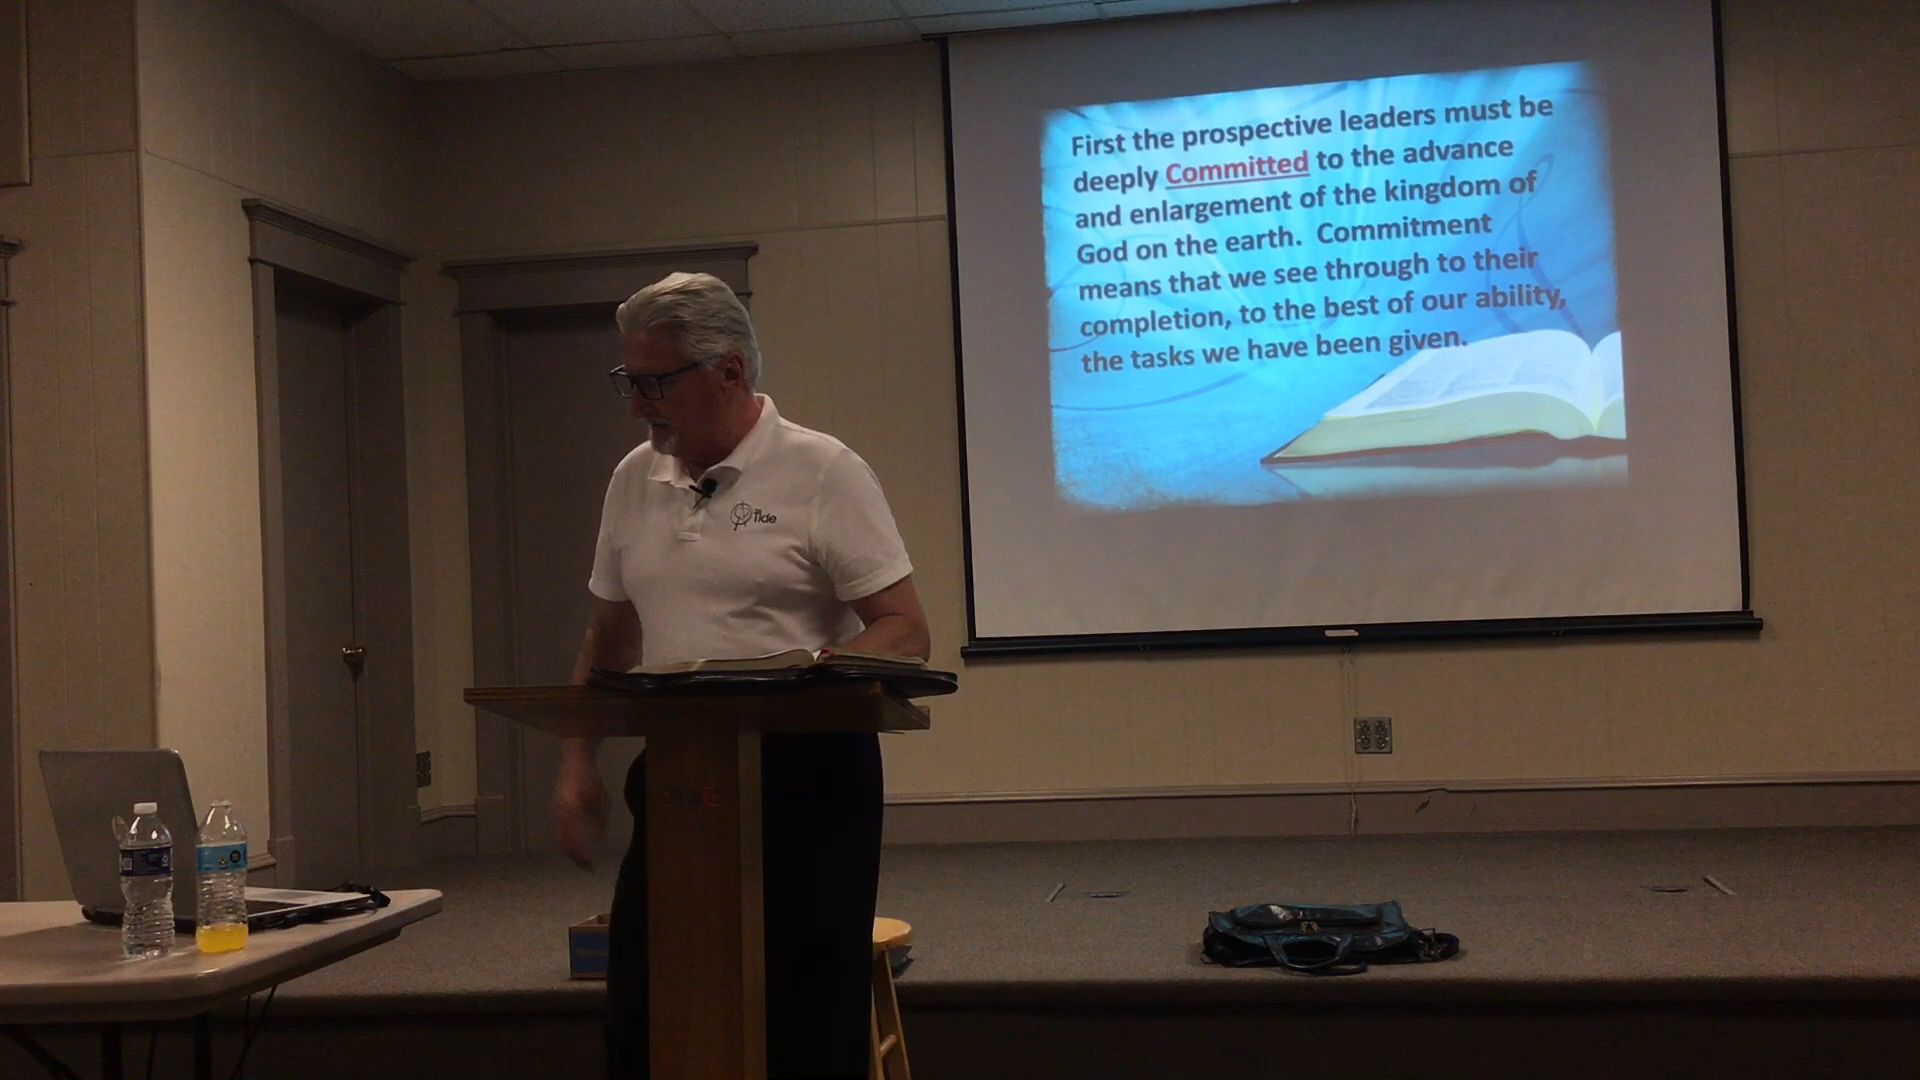 First the prospective leaders must be
deeply Committed to the advance
and enlargement of the kingdom of
God on the earth.  Commitment
means that we see through to their
completion, to the best of our ability,
the tasks we have been given.
Tide